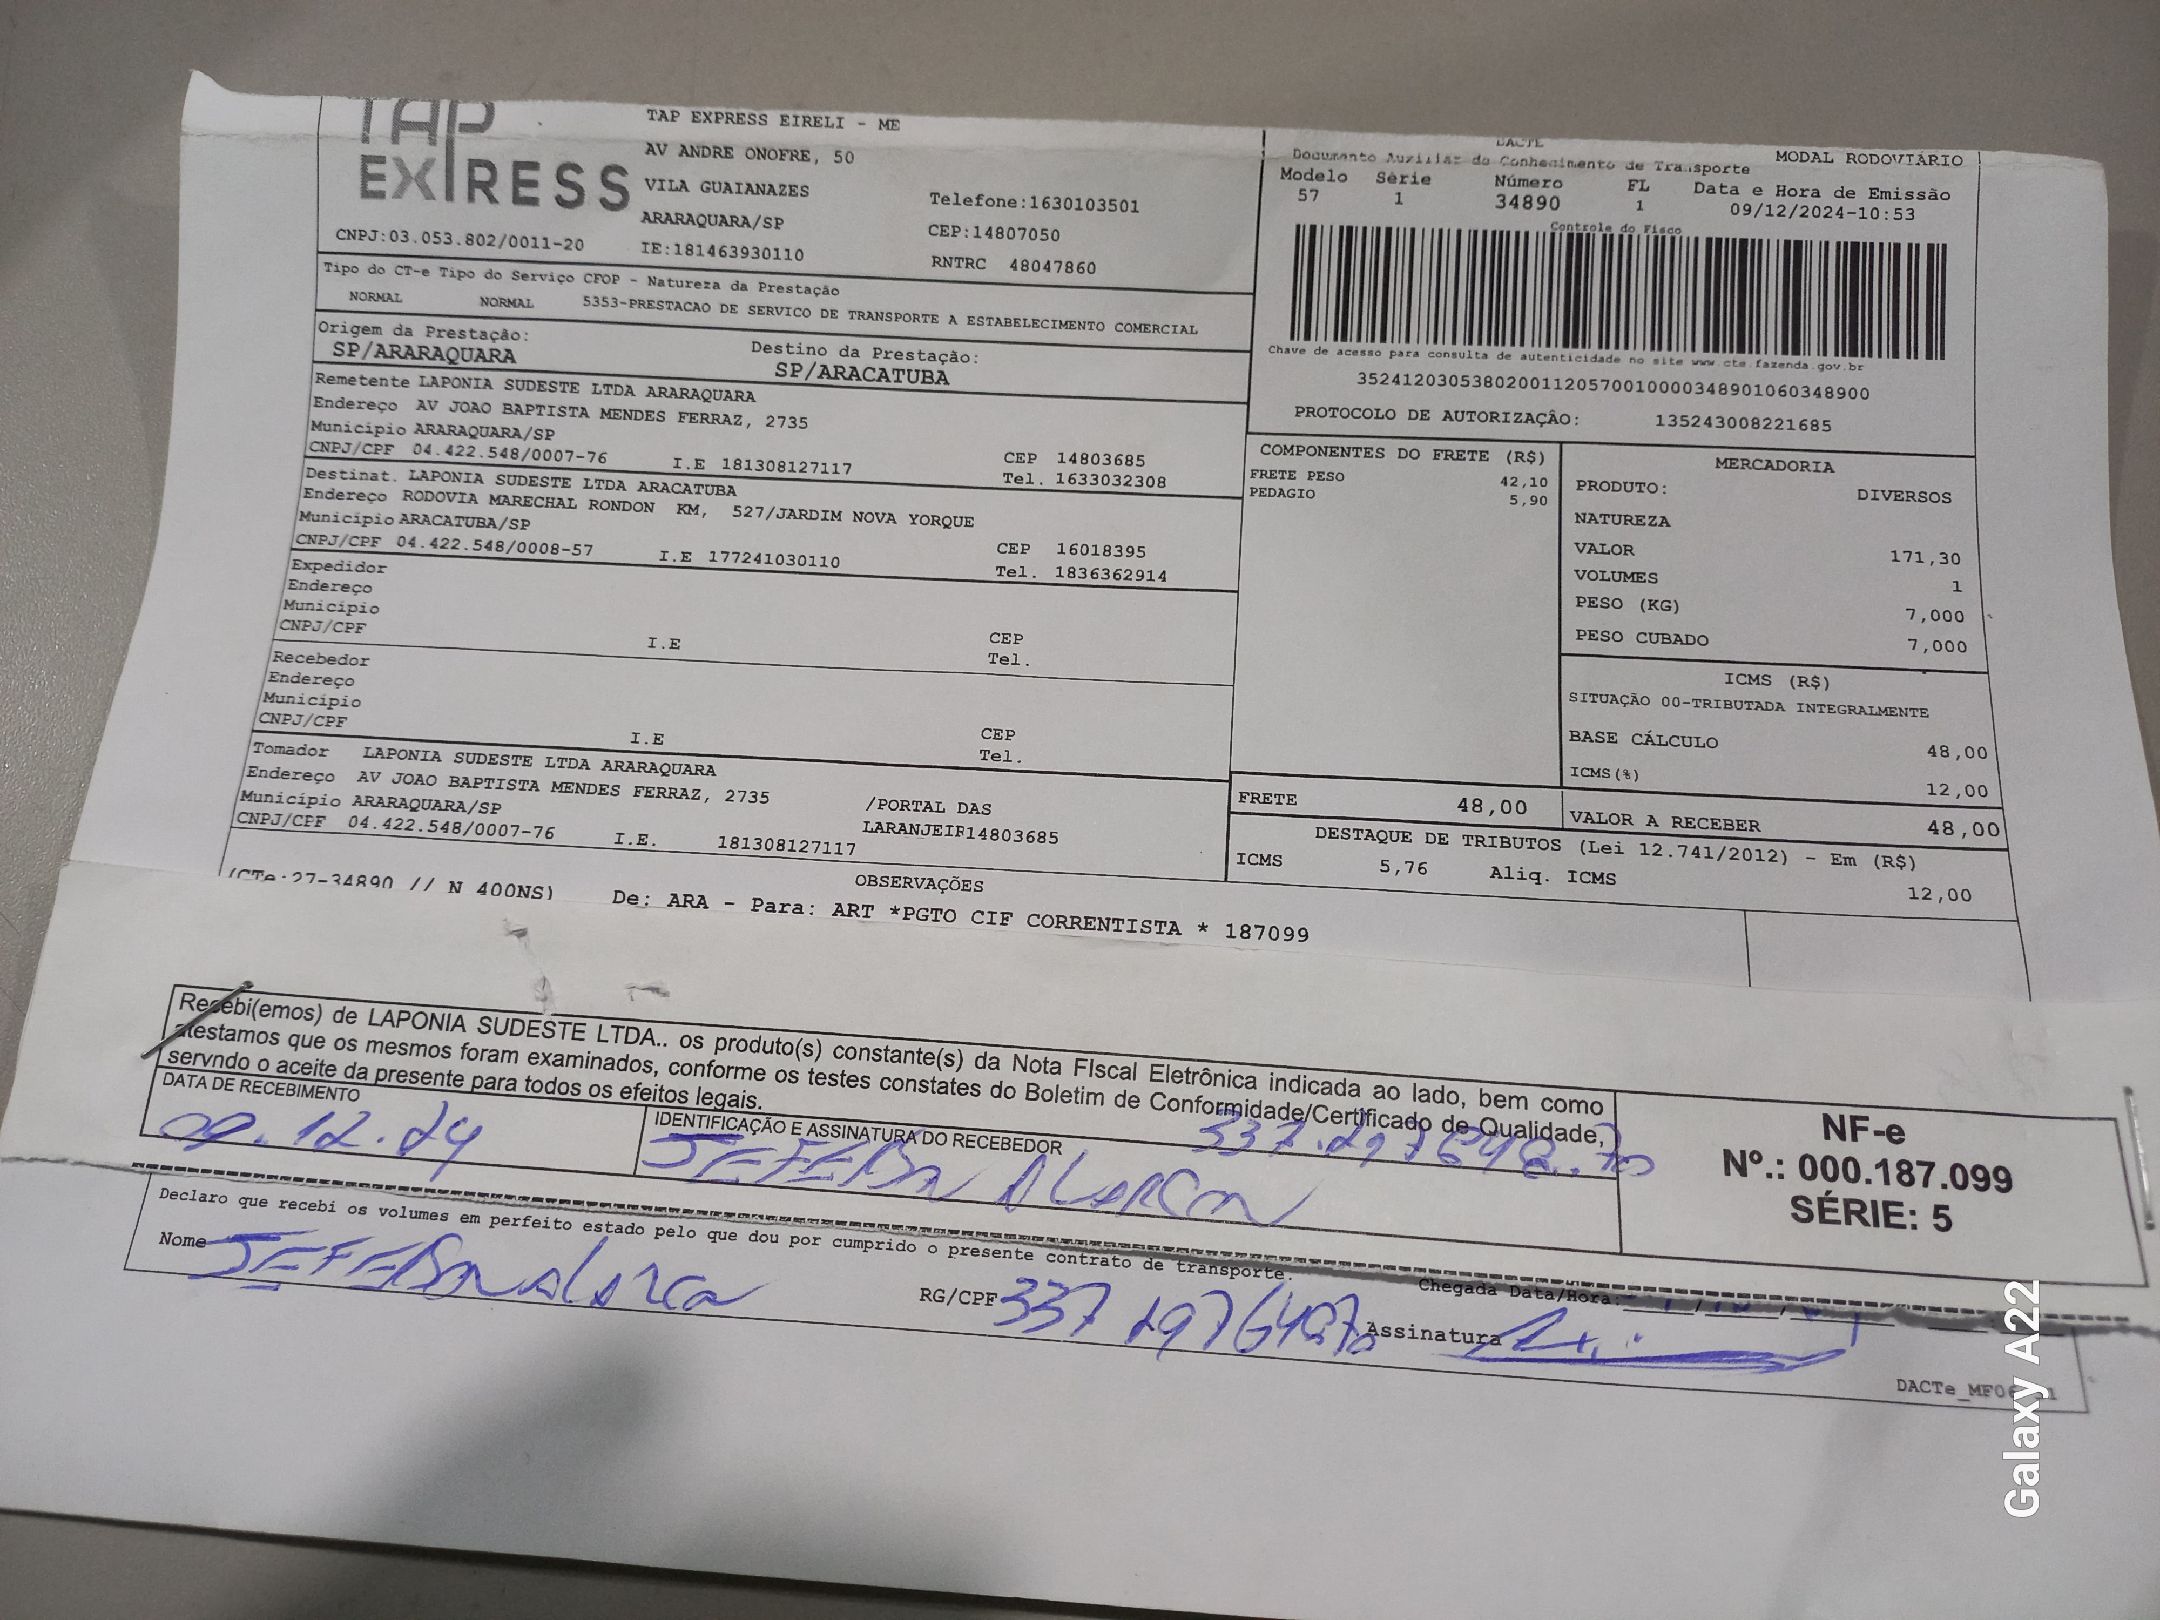 TAP
EXPRESS
TAP EXPRESS EIRELI - ME
AV ANDRE ONOFRE, 50
VILA GUAIANAZES
ARARAQUARA/SP
CNPJ:03.053.802/0011-20
IE:181463930110
Telefone:1630103501
CEP:14807050
RNTRC 48047860
DACTE
MODAL RODOVIÁRIO
Documento Auxiliar do Conhecimento de Transporte
Modelo Série Número FL Data e Hora de Emissão
57 1 34890 1 09/12/2024-10:53
Controle do Fisco
Chave de acesso para consulta de autenticidade no site www.cte.fazenda.gov.br
35241203053802001120570010000348901060348900
PROTOCOLO DE AUTORIZAÇÃO: 135243008221685
Tipo do CT-e Tipo do Serviço CFOP - Natureza da Prestação
NORMAL NORMAL 5353-PRESTACAO DE SERVICO DE TRANSPORTE A ESTABELECIMENTO COMERCIAL
Origem da Prestação: Destino da Prestação:
SP/ARARAQUARA SP/ARACATUBA
Remetente LAPONIA SUDESTE LTDA ARARAQUARA
Endereço AV JOAO BAPTISTA MENDES FERRAZ, 2735
Município ARARAQUARA/SP CEP 14803685
CNPJ/CPF 04.422.548/0007-76 I.E 181308127117 Tel. 1633032308
Destinat. LAPONIA SUDESTE LTDA ARACATUBA
Endereço RODOVIA MARECHAL RONDON KM, 527/JARDIM NOVA YORQUE
Município ARACATUBA/SP CEP 16018395
CNPJ/CPF 04.422.548/0008-57 I.E 177241030110 Tel. 1836362914
Expedidor
Endereço
Município CEP
CNPJ/CPF I.E Tel.
Recebedor
Endereço
Município CEP
CNPJ/CPF I.E Tel.
Tomador LAPONIA SUDESTE LTDA ARARAQUARA
Endereço AV JOAO BAPTISTA MENDES FERRAZ, 2735 /PORTAL DAS
Município ARARAQUARA/SP LARANJEIR14803685
CNPJ/CPF 04.422.548/0007-76 I.E. 181308127117
COMPONENTES DO FRETE (R$)
FRETE PESO 42,10
PEDAGIO 5,90
MERCADORIA
PRODUTO: DIVERSOS
NATUREZA
VALOR 171,30
VOLUMES 1
PESO (KG) 7,000
PESO CUBADO 7,000
ICMS (R$)
SITUAÇÃO 00-TRIBUTADA INTEGRALMENTE
BASE CÁLCULO 48,00
ICMS(%) 12,00
FRETE 48,00 VALOR A RECEBER 48,00
DESTAQUE DE TRIBUTOS (Lei 12.741/2012) - Em (R$)
ICMS 5,76 Aliq. ICMS 12,00
OBSERVAÇÕES
(CTe:27-34890 // N 400NS) De: ARA - Para: ART *PGTO CIF CORRENTISTA * 187099
Recebi(emos) de LAPONIA SUDESTE LTDA.. os produto(s) constante(s) da Nota FIscal Eletrônica indicada ao lado, bem como
atestamos que os mesmos foram examinados, conforme os testes constates do Boletim de Conformidade/Certificado de Qualidade,
servndo o aceite da presente para todos os efeitos legais.
DATA DE RECEBIMENTO IDENTIFICAÇÃO E ASSINATURA DO RECEBEDOR
09.12.24
NF-e
Nº.: 000.187.099
SÉRIE: 5
Declaro que recebi os volumes em perfeito estado pelo que dou por cumprido o presente contrato de transporte.
Chegada Data/Hora:
Nome RG/CPF Assinatura
Galaxy A22